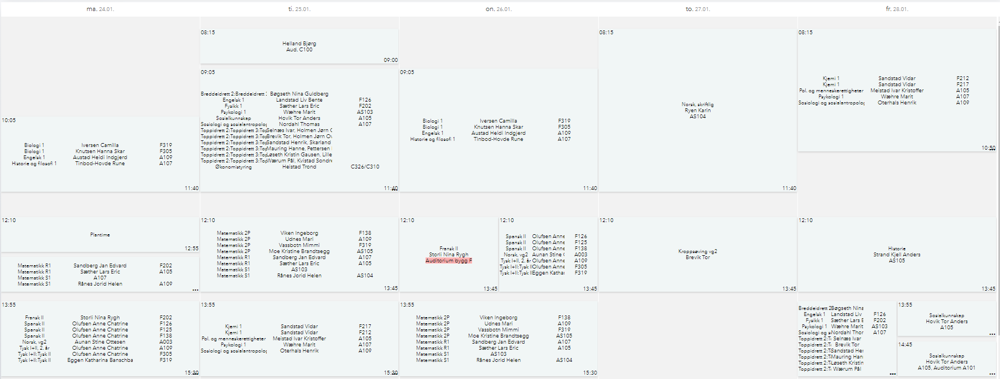 ma. 24.01.
ti. 25.01.
on. 26.01.
to. 27.01.
fr. 28.01.
10:05
Biologi 1 Iversen Camilla F319
Biologi 1 Knutsen Hanna Skar F305
Engelsk 1 Austad Heidi Indgjerd A109
Historie og filosofi 1 Tinbod-Hovde Rune A107
11:40
12:10
Plantime
12:55
Matematikk R1 Sandberg Jan Edvard F202
Matematikk R1 Sæther Lars Eric A105
Matematikk S1 A107
Matematikk S1 Rånes Jorid Helen A109
...
13:55
Fransk II Storli Nina Rygh F202
Spansk II Olufsen Anne Chatrine F126
Spansk II Olufsen Anne Chatrine F125
Spansk II Olufsen Anne Chatrine F138
Norsk, vg2 Aunan Stine Ottesen A003
Tysk I+II, 2. år Olufsen Anne Chatrine A109
Tysk I+II:Tysk II Olufsen Anne Chatrine F305
Tysk I+II:Tysk II Eggen Katharina Banschba F319
15:30
08:15
Helland Bjørg
Aud. C100
09:00
09:05
Breddeidrett 2:Breddeidrett Bøgseth Nina Guldberg
Engelsk 1 Landstad Liv Bente F126
Fysikk 1 Sæther Lars Eric F202
Psykologi 1 Wæhre Marit AS103
Sosialkunnskap Hovik Tor Anders A105
Sosiologi og sosialantropolog Nordahl Thomas A107
Toppidrett 2:Toppidrett 3:Top Selnæs Ivar, Holmen Jørn
Toppidrett 2:Toppidrett 3:Top Brevik Tor, Holmen Jørn Ov
Toppidrett 2:Toppidrett 3:Top Sandstad Henrik, Skarland
Toppidrett 2:Toppidrett 3:Top Mauring Hanne, Pettersen
Toppidrett 2:Toppidrett 3:Top Løseth Kristin Gausen, Lille
Toppidrett 2:Toppidrett 3:Top Wærum Pål, Kvistad Sondre
Økonomistyring Heistad Trond C326/C310
11:40
12:10
Matematikk 2P Viken Ingeborg F138
Matematikk 2P Udnes Mari A109
Matematikk 2P Vassbotn Mimmi F319
Matematikk 2P Moe Kristine Brandtsegg AS105
Matematikk R1 Sandberg Jan Edvard A107
Matematikk R1 Sæther Lars Eric A105
Matematikk S1 AS103
Matematikk S1 Rånes Jorid Helen AS104
13:45
13:55
Kjemi 1 Sandstad Vidar F217
Kjemi 1 Sandstad Vidar F212
Pol. og menneskerettigheter Meistad Ivar Kristoffer A105
Psykologi 1 Wæhre Marit A107
Sosiologi og sosialantropolog Oterhals Henrik A109
15:30
09:05
Biologi 1 Iversen Camilla F319
Biologi 1 Knutsen Hanna Skar F305
Engelsk 1 Austad Heidi Indgjerd A109
Historie og filosofi 1 Tinbod-Hovde Rune A107
11:40
12:10
Fransk II
Storli Nina Rygh
Auditorium bygg F
13:45
12:10
Spansk II Olufsen Anne F126
Spansk II Olufsen Anne F125
Spansk II Olufsen Anne F138
Norsk, vg2 Aunan Stine A003
Tysk I+II, 2. år Olufsen Anne A109
Tysk I+II:Tysk II Olufsen Anne F305
Tysk I+II:Tysk II Eggen Kathar F319
13:45
13:55
Matematikk 2P Viken Ingeborg F138
Matematikk 2P Udnes Mari A109
Matematikk 2P Vassbotn Mimmi F319
Matematikk 2P Moe Kristine Brandtsegg AS105
Matematikk R1 Sandberg Jan Edvard A107
Matematikk R1 Sæther Lars Eric A105
Matematikk S1 AS103
Matematikk S1 Rånes Jorid Helen AS104
15:30
08:15
Norsk, skriftlig
Ryen Karin
AS104
11:40
12:10
Kroppsøving vg2
Brevik Tor
13:45
08:15
Kjemi 1 Sandstad Vidar F212
Kjemi 1 Sandstad Vidar F217
Pol. og menneskerettigheter Meistad Ivar Kristoffer A105
Psykologi 1 Wæhre Marit A107
Sosiologi og sosialantropolog Oterhals Henrik A109
10:50
12:10
Historie
Strand Kjell Anders
AS105
13:45
Breddeidrett 2 Bøgseth Nina
Engelsk 1 Landstad Liv F126
Fysikk 1 Sæther Lars E F202
Psykologi 1 Wæhre Marit AS103
Sosiologi og s Nordahl Thor A107
Toppidrett 2:T Selnæs Ivar
Toppidrett 2:T Brevik Tor
Toppidrett 2:T Sandstad Her
Toppidrett 2:T Mauring Han
Toppidrett 2:T Løseth Kristin
Toppidrett 2:T Wærum Pål
...
13:55
Sosialkunnskap
Hovik Tor Anders
A105
...
14:45
Sosialkunnskap
Hovik Tor Anders
A105, Auditorium A101
...